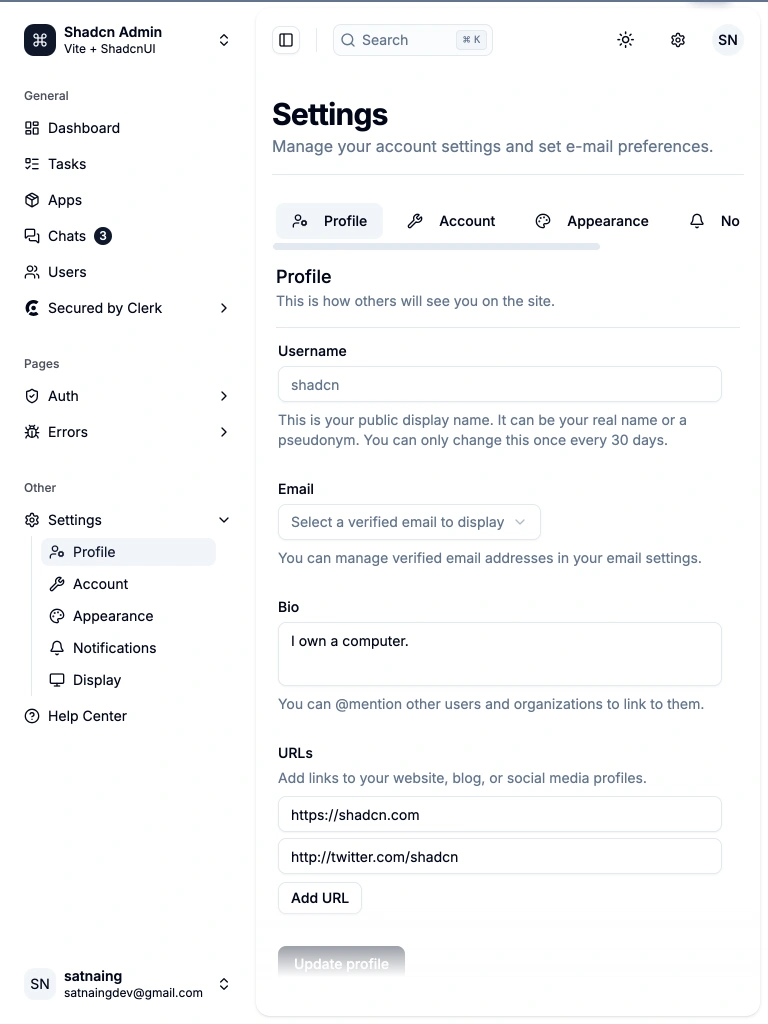 Shadcn Admin
Vite + ShadcnUI
General
Dashboard
Tasks
Apps
Chats 3
Users
Secured by Clerk
Pages
Auth
Errors
Other
Settings
Profile
Account
Appearance
Notifications
Display
Help Center
SN
satnaing
satnaingdev@gmail.com
Search ⌘ K
SN
Settings
Manage your account settings and set e-mail preferences.
Profile Account Appearance No
Profile
This is how others will see you on the site.
Username
shadcn
This is your public display name. It can be your real name or a
pseudonym. You can only change this once every 30 days.
Email
Select a verified email to display
You can manage verified email addresses in your email settings.
Bio
I own a computer.
You can @mention other users and organizations to link to them.
URLs
Add links to your website, blog, or social media profiles.
https://shadcn.com
http://twitter.com/shadcn
Add URL
Update profile